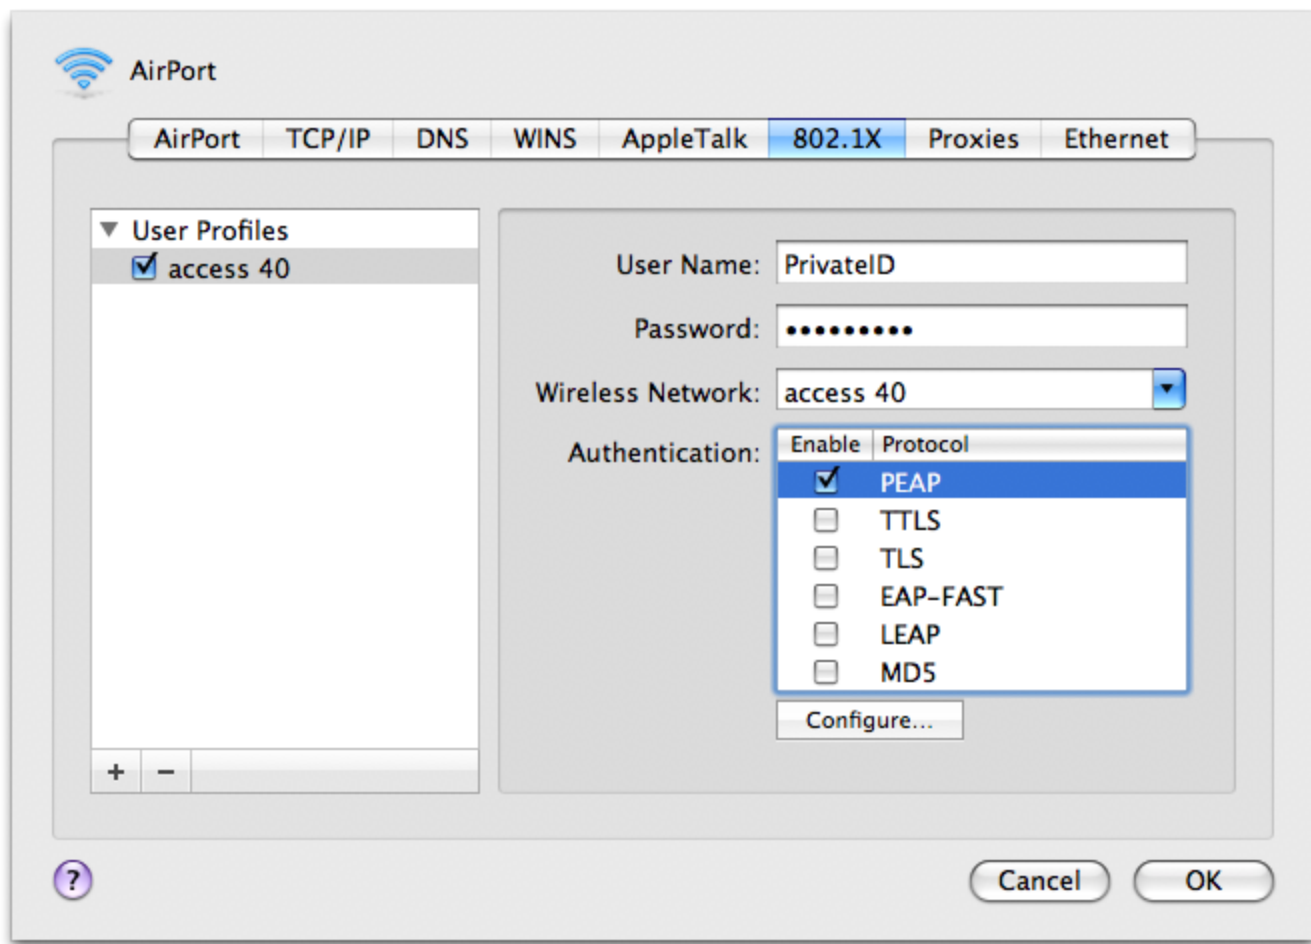 AirPort
AirPort TCP/IP DNS WINS AppleTalk 802.1X Proxies Ethernet
User Profiles
access 40
User Name: PrivateID
Password: •••••••••
Wireless Network: access 40
Authentication:
Enable Protocol
PEAP
TTLS
TLS
EAP-FAST
LEAP
MD5
Configure...
+ −
? Cancel OK